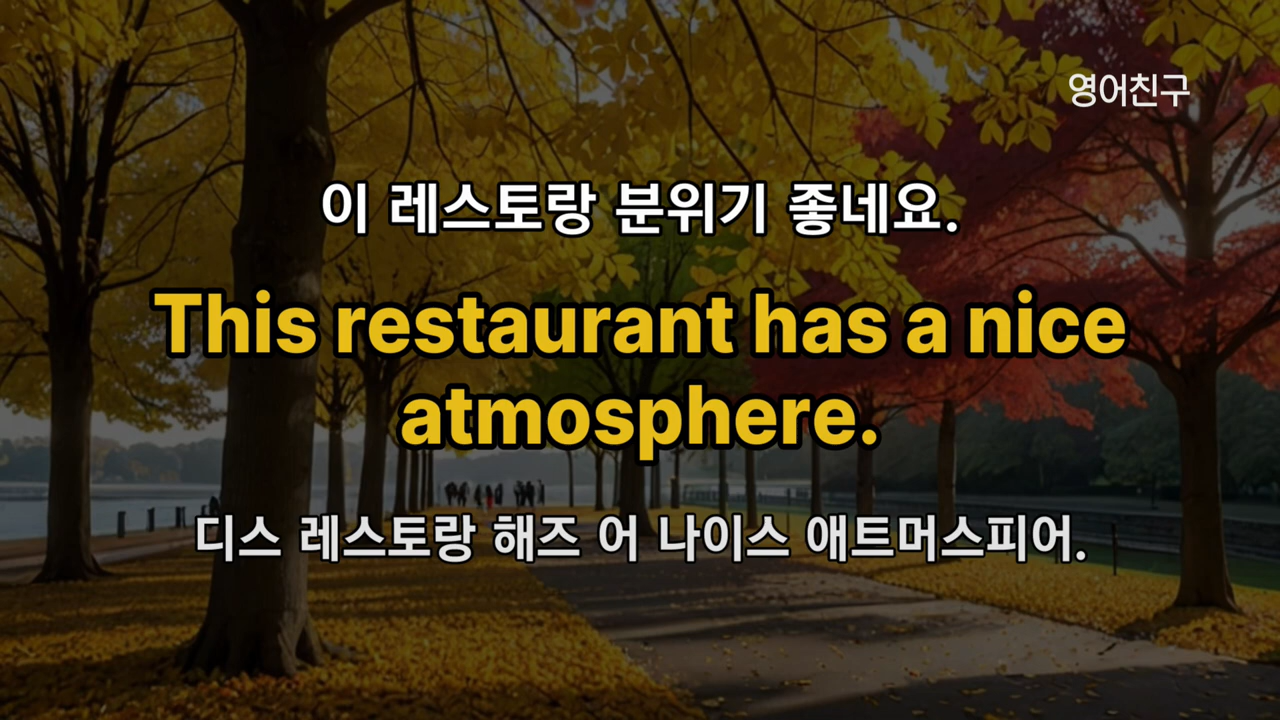 영어친구
이 레스토랑 분위기 좋네요.
This restaurant has a nice
atmosphere.
디스 레스토랑 해즈 어 나이스 애트머스피어.